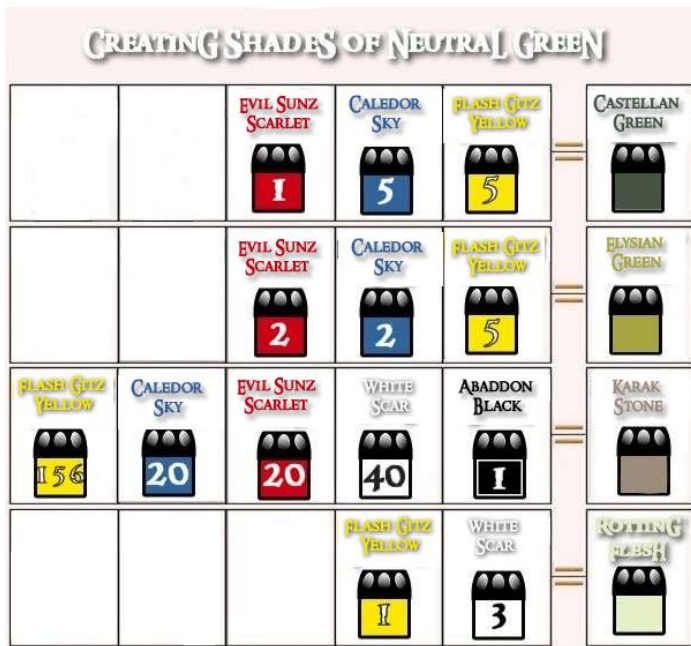 Creating Shades of Neutral Green
Evil Sunz
Scarlet
1
Caledor
Sky
5
Flash Gitz
Yellow
5
=
Castellan
Green
Evil Sunz
Scarlet
2
Caledor
Sky
2
Flash Gitz
Yellow
5
=
Elysian
Green
Flash Gitz
Yellow
156
Caledor
Sky
20
Evil Sunz
Scarlet
20
White
Scar
40
Abaddon
Black
1
=
Karak
Stone
Flash Gitz
Yellow
1
White
Scar
3
=
Rotting
Flesh